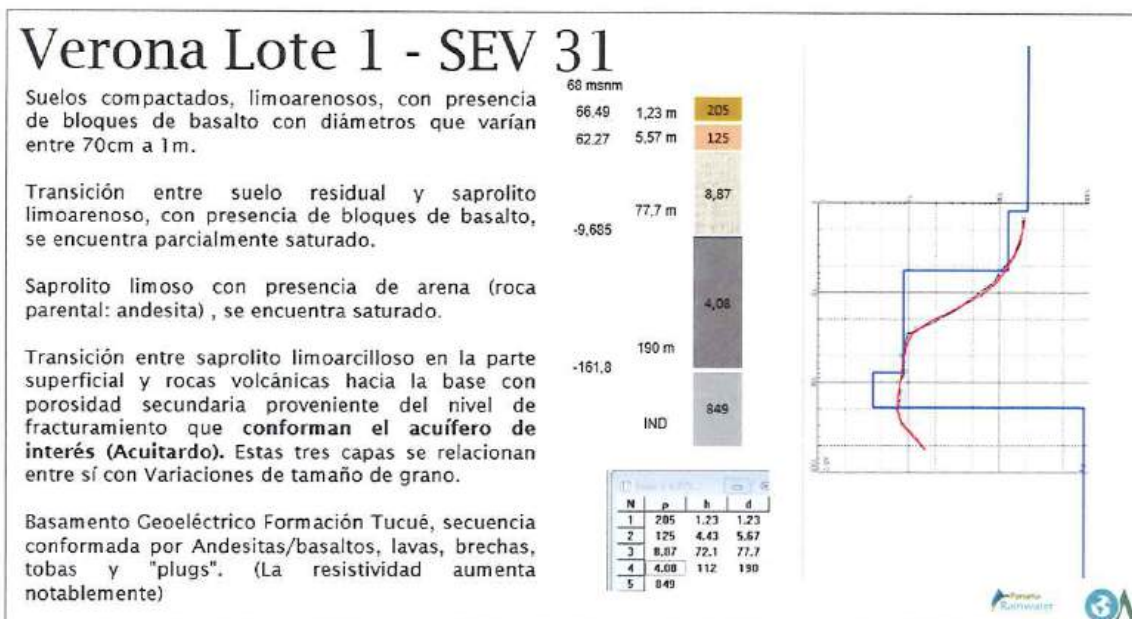 Verona Lote 1 - SEV 31
Suelos compactados, limoarenosos, con presencia
de bloques de basalto con diámetros que varían
entre 70cm a 1m.
Transición entre suelo residual y saprolito
limoarenoso, con presencia de bloques de basalto,
se encuentra parcialmente saturado.
Saprolito limoso con presencia de arena (roca
parental: andesita) , se encuentra saturado.
Transición entre saprolito limoarcilloso en la parte
superficial y rocas volcánicas hacia la base con
porosidad secundaria proveniente del nivel de
fracturamiento que conforman el acuífero de
interés (Acuitardo). Estas tres capas se relacionan
entre sí con Variaciones de tamaño de grano.
Basamento Geoeléctrico Formación Tucué, secuencia
conformada por Andesitas/basaltos, lavas, brechas,
tobas y "plugs". (La resistividad aumenta
notablemente)
68 msnm
66.49 1,23 m 205
62.27 5,57 m 125
8,87
77,7 m
-9,685
4,08
190 m
-161,8
849
IND
N ρ h d
1 205 1.23 1.23
2 125 4.43 5.67
3 8.87 72.1 77.7
4 4.08 112 190
5 849
Panama
Rainwater